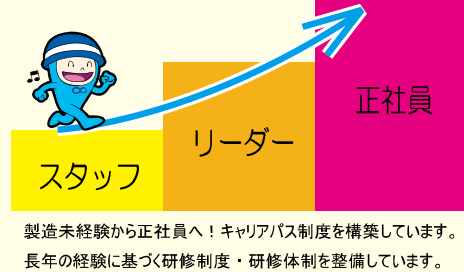 正社員
リーダー
スタッフ
製造未経験から正社員へ！キャリアパス制度を構築しています。
長年の経験に基づく研修制度・研修体制を整備しています。